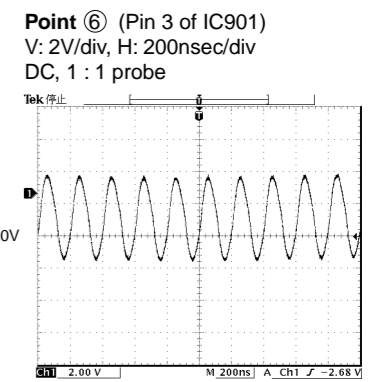 Point ⑥ (Pin 3 of IC901)
V: 2V/div, H: 200nsec/div
DC, 1 : 1 probe
Tek 停止
T
T
1
0V
Ch1 2.00 V M 200ns A Ch1 ∫ -2.68 V